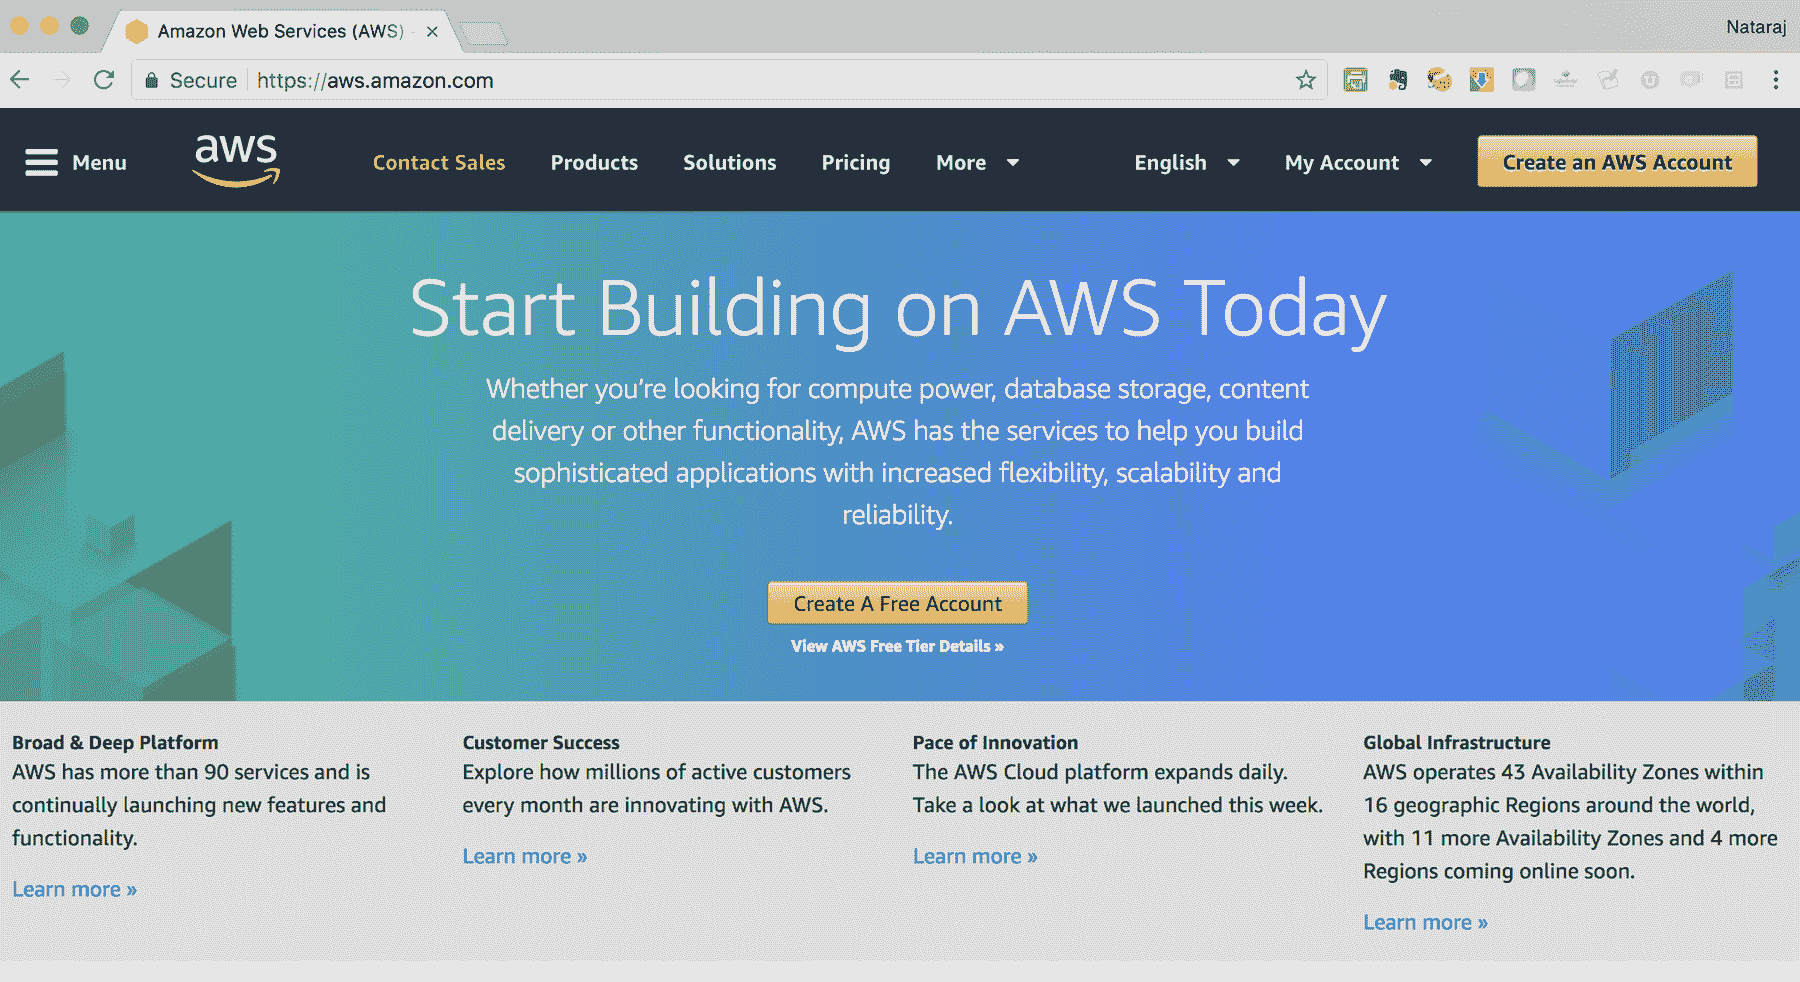 Amazon Web Services (AWS) -
Nataraj
Secure https://aws.amazon.com
Menu
aws
Contact Sales
Products
Solutions
Pricing
More
English
My Account
Create an AWS Account
Start Building on AWS Today
Whether you’re looking for compute power, database storage, content
delivery or other functionality, AWS has the services to help you build
sophisticated applications with increased flexibility, scalability and
reliability.
Create A Free Account
View AWS Free Tier Details »
Broad & Deep Platform
AWS has more than 90 services and is
continually launching new features and
functionality.
Learn more »
Customer Success
Explore how millions of active customers
every month are innovating with AWS.
Learn more »
Pace of Innovation
The AWS Cloud platform expands daily.
Take a look at what we launched this week.
Learn more »
Global Infrastructure
AWS operates 43 Availability Zones within
16 geographic Regions around the world,
with 11 more Availability Zones and 4 more
Regions coming online soon.
Learn more »